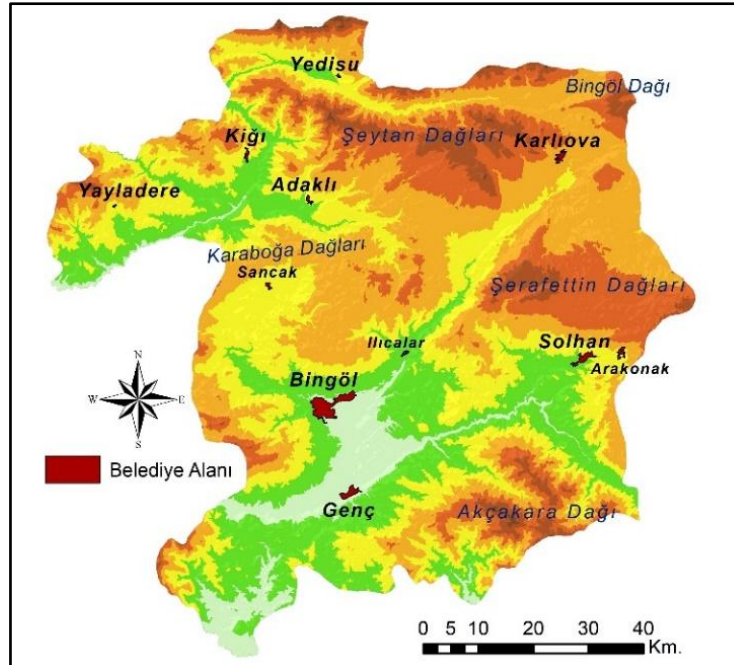 Yedisu
Bingöl Dağı
Kiğı
Şeytan Dağları
Karlıova
Yayladere
Adaklı
Karaboğa Dağları
Sancak
Şerafettin Dağları
Ilıcalar
Solhan
Arakonak
Bingöl
N
W
E
S
Belediye Alanı
Genç
Akçakara Dağı
0 5 10 20 30 40
Km.